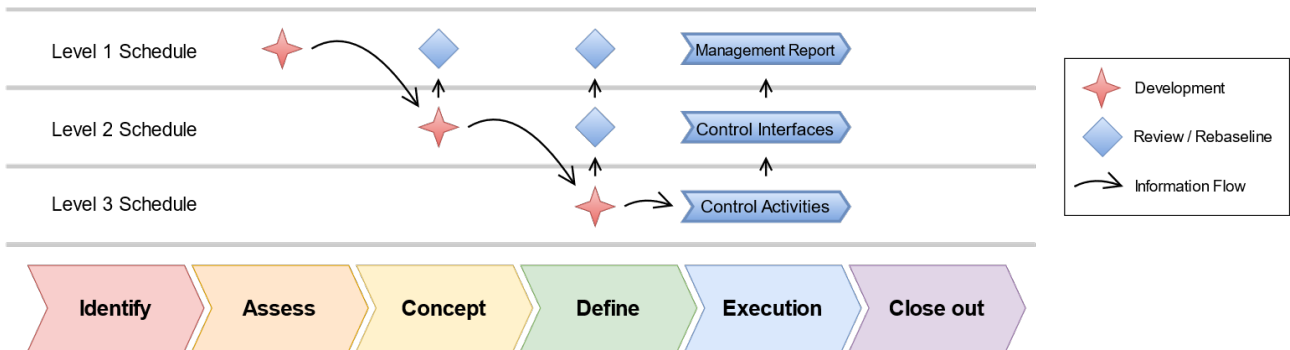 Level 1 Schedule
Management Report
Level 2 Schedule
Control Interfaces
Level 3 Schedule
Control Activities
Development
Review / Rebaseline
Information Flow
Identify
Assess
Concept
Define
Execution
Close out